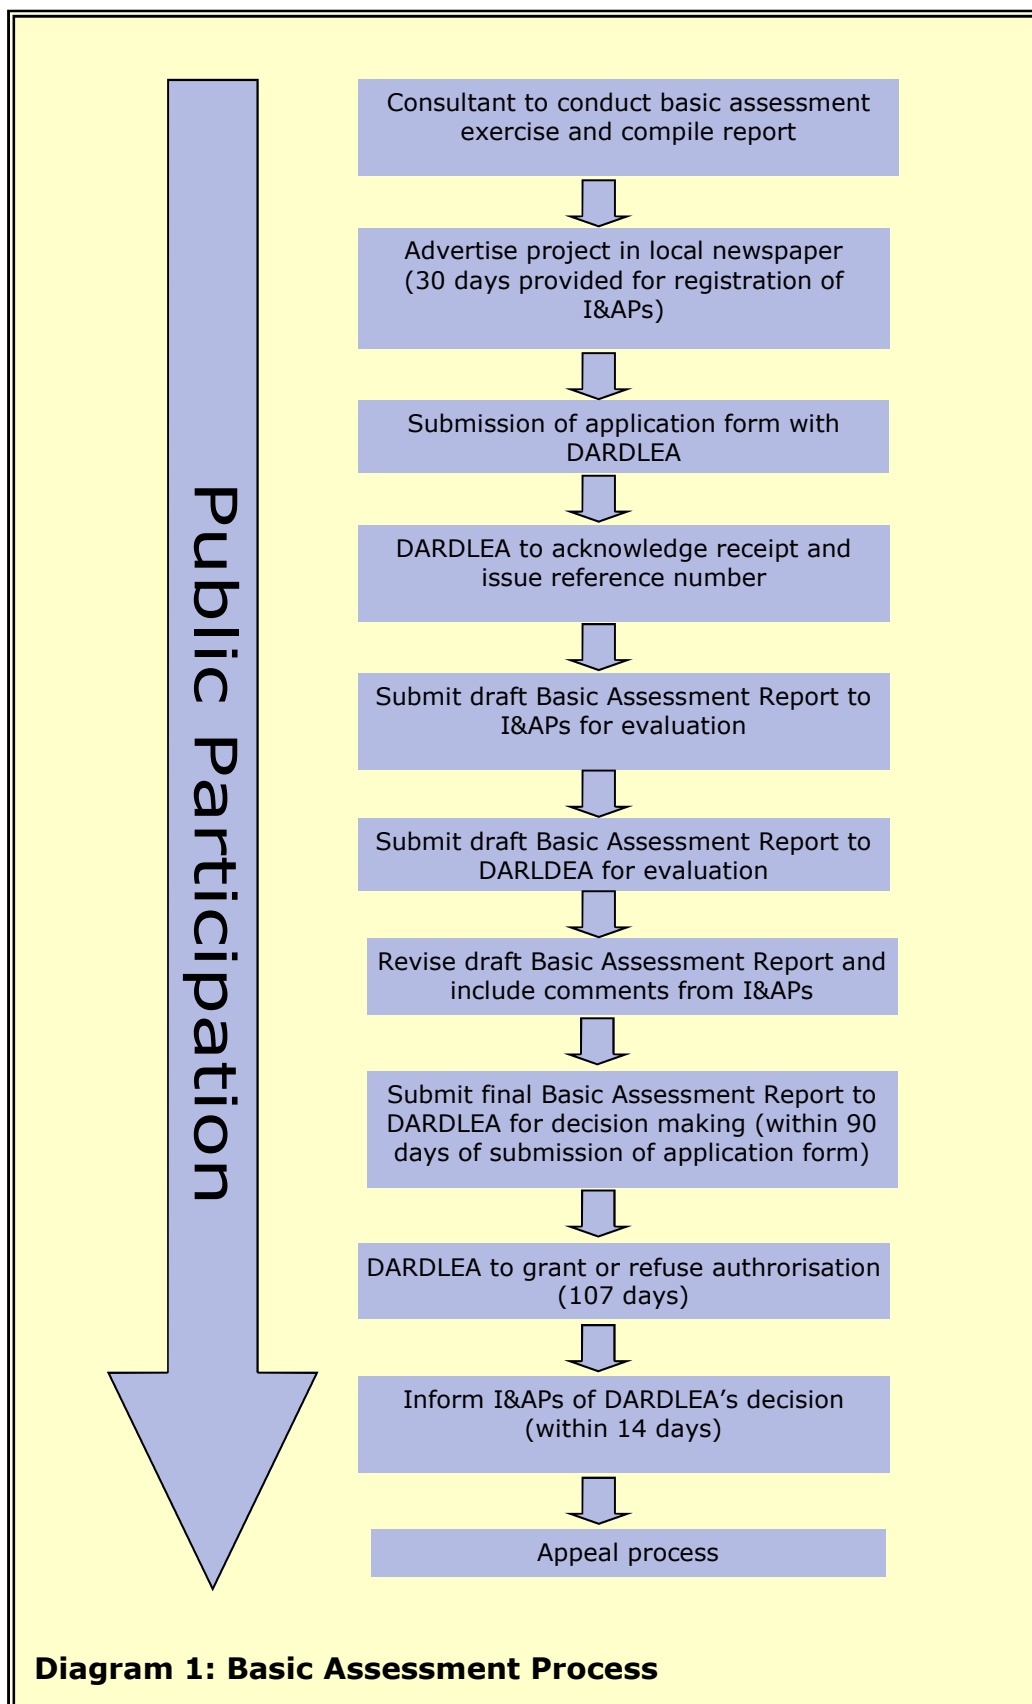 Consultant to conduct basic assessment
exercise and compile report
Advertise project in local newspaper
(30 days provided for registration of
I&APs)
Submission of application form with
DARDLEA
DARDLEA to acknowledge receipt and
issue reference number
Submit draft Basic Assessment Report to
I&APs for evaluation
Submit draft Basic Assessment Report to
DARLDEA for evaluation
Revise draft Basic Assessment Report and
include comments from I&APs
Submit final Basic Assessment Report to
DARDLEA for decision making (within 90
days of submission of application form)
DARDLEA to grant or refuse authrorisation
(107 days)
Inform I&APs of DARDLEA’s decision
(within 14 days)
Appeal process
Public Participation
Diagram 1: Basic Assessment Process